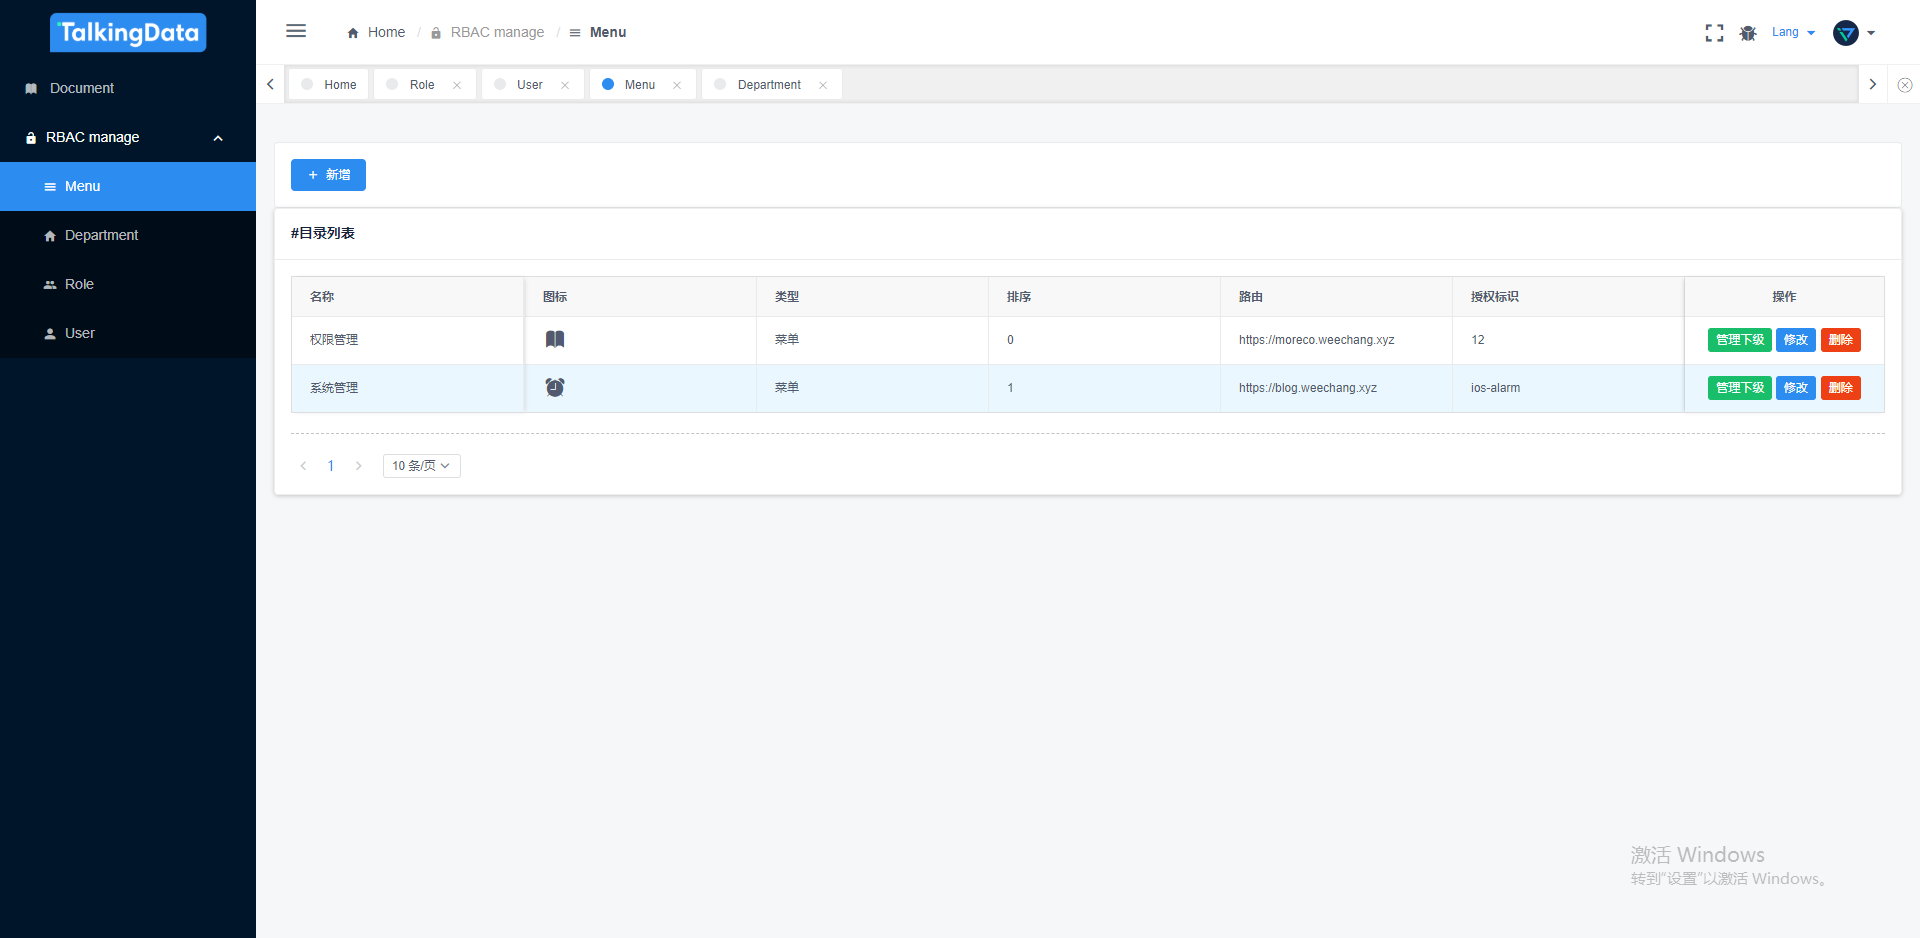 TalkingData
Document
RBAC manage
Menu
Department
Role
User
Home / RBAC manage / Menu
Lang
Home
Role
User
Menu
Department
新增
#目录列表
名称 图标 类型 排序 路由 授权标识 操作
权限管理 菜单 0 https://moreco.weechang.xyz 12 管理下级 修改 删除
系统管理 菜单 1 https://blog.weechang.xyz ios-alarm 管理下级 修改 删除
1 10 条/页
激活 Windows
转到“设置”以激活 Windows。